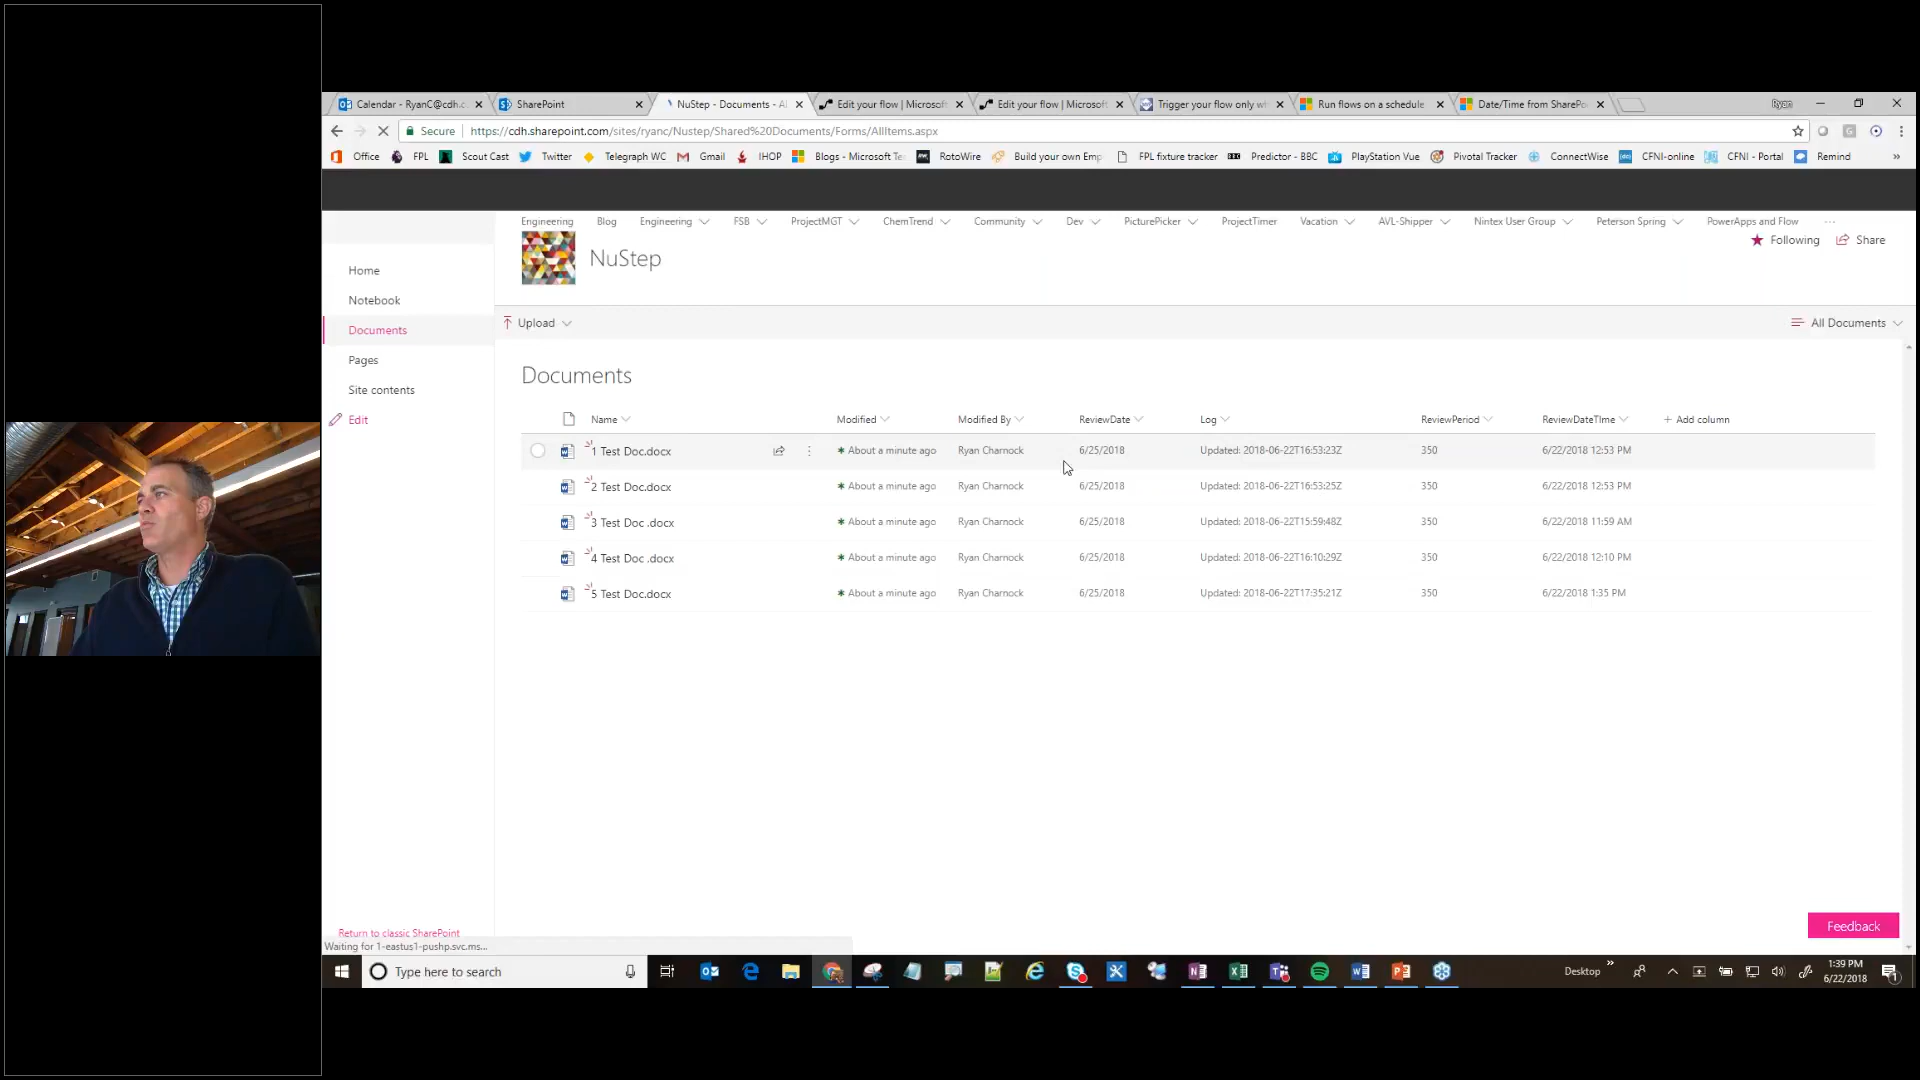 Calendar - RyanC@cdh.c
SharePoint
NuStep - Documents - Al
Edit your flow | Microsoft
Edit your flow | Microsoft
Trigger your flow only wh
Run flows on a schedule
Date/Time from SharePo
Ryan
Secure
https://cdh.sharepoint.com/sites/ryanc/Nustep/Shared%20Documents/Forms/AllItems.aspx
Office FPL Scout Cast Twitter Telegraph WC Gmail IHOP Blogs - Microsoft Te RotoWire Build your own Emp FPL fixture tracker Predictor - BBC PlayStation Vue Pivotal Tracker ConnectWise CFNI-online CFNI - Portal Remind »
Engineering Blog Engineering FSB ProjectMGT ChemTrend Community Dev PicturePicker ProjectTimer Vacation AVL-Shipper Nintex User Group Peterson Spring PowerApps and Flow ...
Following Share
NuStep
Home
Notebook
Documents
Pages
Site contents
Edit
Upload
All Documents
Documents
Name Modified Modified By ReviewDate Log ReviewPeriod ReviewDateTIme + Add column
1 Test Doc.docx About a minute ago Ryan Charnock 6/25/2018 Updated: 2018-06-22T16:53:23Z 350 6/22/2018 12:53 PM
2 Test Doc.docx About a minute ago Ryan Charnock 6/25/2018 Updated: 2018-06-22T16:53:25Z 350 6/22/2018 12:53 PM
3 Test Doc .docx About a minute ago Ryan Charnock 6/25/2018 Updated: 2018-06-22T15:59:48Z 350 6/22/2018 11:59 AM
4 Test Doc .docx About a minute ago Ryan Charnock 6/25/2018 Updated: 2018-06-22T16:10:29Z 350 6/22/2018 12:10 PM
5 Test Doc.docx About a minute ago Ryan Charnock 6/25/2018 Updated: 2018-06-22T17:35:21Z 350 6/22/2018 1:35 PM
Feedback
Return to classic SharePoint
Waiting for 1-eastus1-pushp.svc.ms...
Type here to search
Desktop »
1:39 PM
6/22/2018